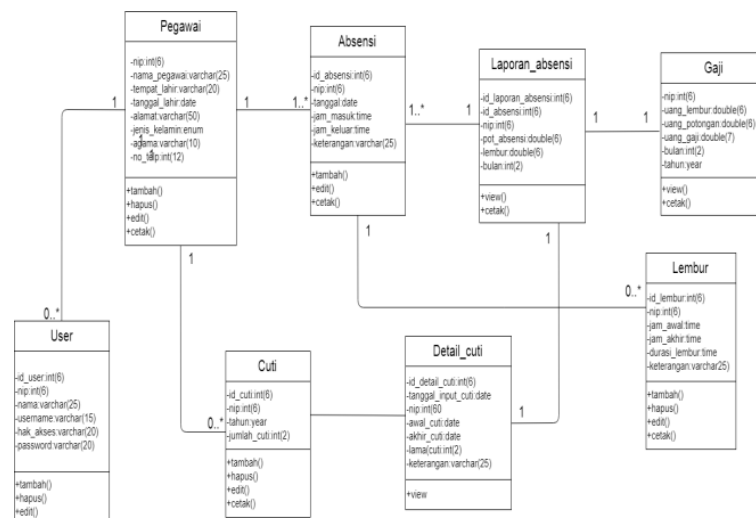 Pegawai
-nip:int(6)
-nama_pegawai:varchar(25)
-tempat_lahir:varchar(20)
-tanggal_lahir:date
-alamat:varchar(50)
-jenis_kelamin:enum
-agama:varchar(10)
-no_telp:int(12)
+tambah()
+hapus()
+edit()
+cetak()
1
1
1
1
1
Absensi
-id_absensi:int(6)
-nip:int(6)
-tanggal:date
-jam_masuk:time
-jam_keluar:time
-keterangan:varchar(25)
+tambah()
+edit()
+cetak()
1..*
1..*
1
Laporan_absensi
-id_laporan_absensi:int(6)
-id_absensi:int(6)
-nip:int(6)
-pot_absensi:double(6)
-lembur:double(6)
-bulan:int(2)
+view()
+cetak()
1
1
1
Gaji
-nip:int(6)
-uang_lembur:double(6)
-uang_potongan:double(6)
-uang_gaji:double(7)
-bulan:int(2)
-tahun:year
+view()
+cetak()
1
Lembur
-id_lembur:int(6)
-nip:int(6)
-jam_awal:time
-jam_akhir:time
-durasi_lembur:time
-keterangan:varchar25)
+tambah()
+hapus()
+edit()
+cetak()
0..*
User
-id_user:int(6)
-nip:int(6)
-nama:varchar(25)
-username:varchar(15)
-hak_akses:varchar(20)
-password:varchar(20)
+tambah()
+hapus()
+edit()
0..*
Cuti
-id_cuti:int(6)
-nip:int(6)
-tahun:year
-jumlah_cuti:int(2)
+tambah()
+hapus()
+edit()
+cetak()
0..*
Detail_cuti
-id_detail_cuti:int(6)
-tanggal_input_cuti:date
-nip:int(60
-awal_cuti:date
-akhir_cuti:date
-lama(cuti:int(2)
-keterangan:varchar(25)
+view
1